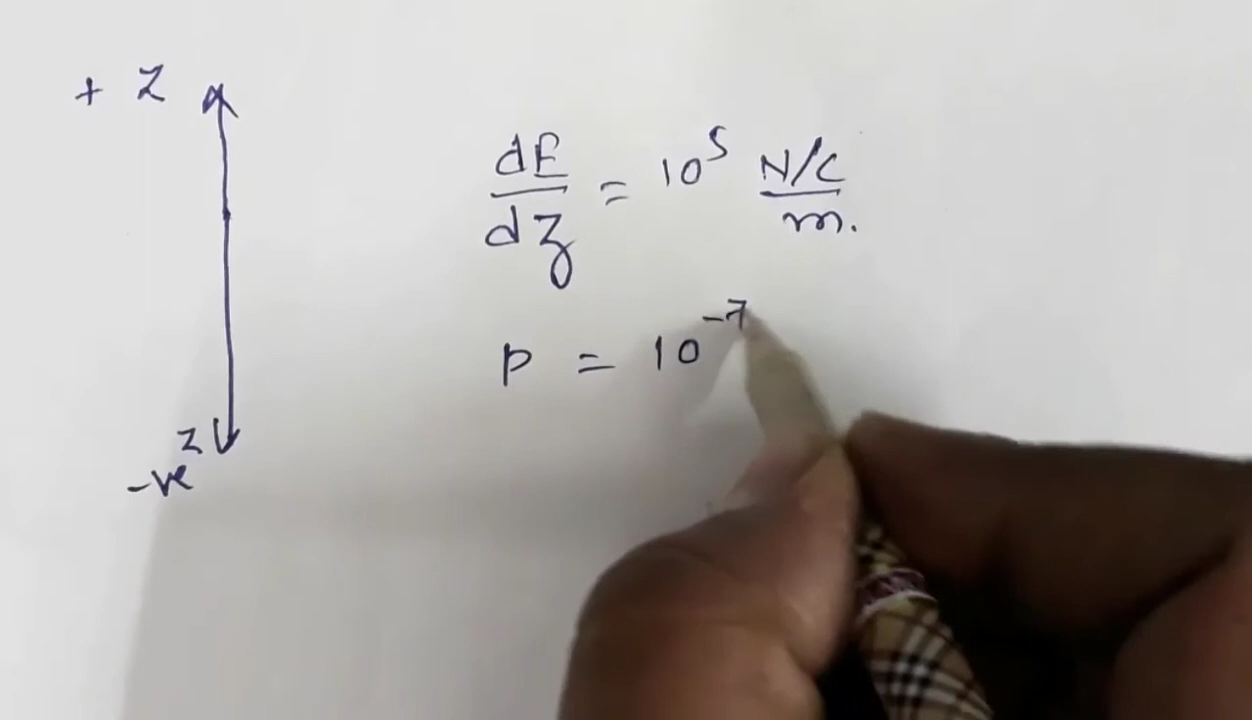 + Z
dE/dz = 10^5 N/C/m.
p = 10^-7
z
-ve